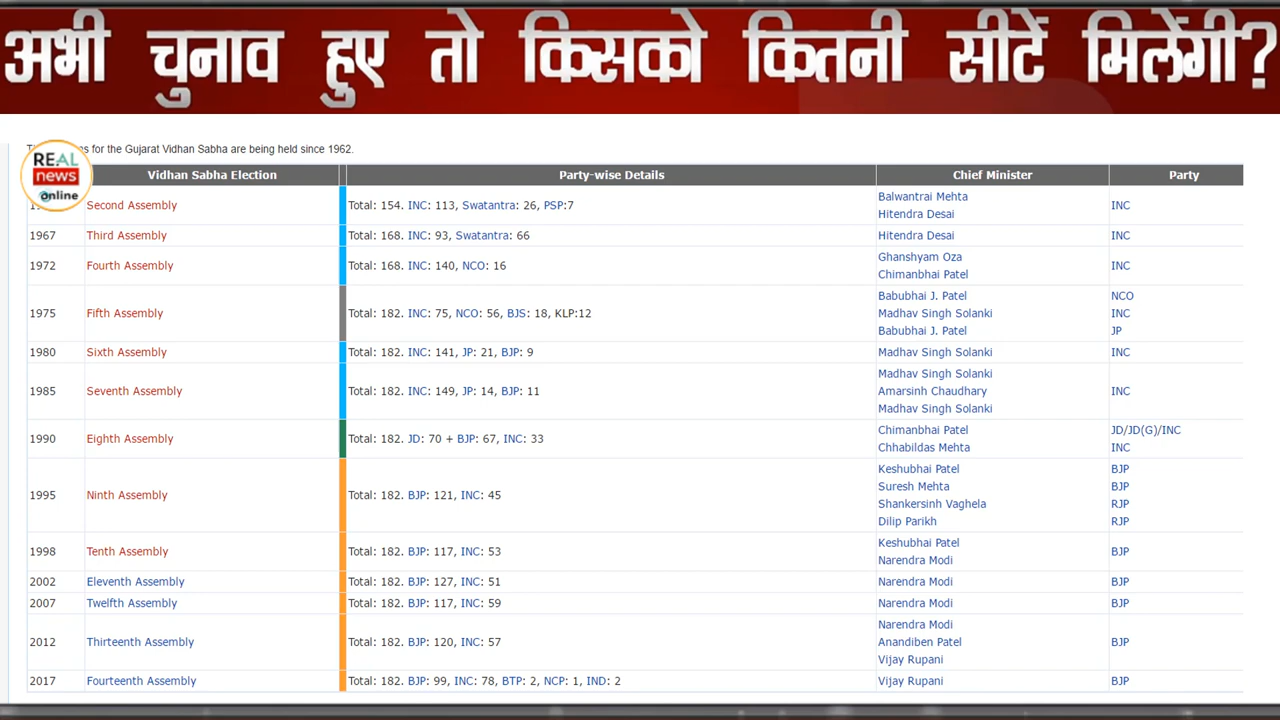 अभी चुनाव हुए तो किसको कितनी सीटें मिलेंगी?
for the Gujarat Vidhan Sabha are being held since 1962.
REAL
news
online
Vidhan Sabha Election Party-wise Details Chief Minister Party
Second Assembly Total: 154. INC: 113, Swatantra: 26, PSP:7 Balwantrai Mehta INC
Hitendra Desai
1967 Third Assembly Total: 168. INC: 93, Swatantra: 66 Hitendra Desai INC
1972 Fourth Assembly Total: 168. INC: 140, NCO: 16 Ghanshyam Oza INC
Chimanbhai Patel
1975 Fifth Assembly Total: 182. INC: 75, NCO: 56, BJS: 18, KLP:12 Babubhai J. Patel NCO
Madhav Singh Solanki INC
Babubhai J. Patel JP
1980 Sixth Assembly Total: 182. INC: 141, JP: 21, BJP: 9 Madhav Singh Solanki INC
1985 Seventh Assembly Total: 182. INC: 149, JP: 14, BJP: 11 Madhav Singh Solanki INC
Amarsinh Chaudhary
Madhav Singh Solanki
1990 Eighth Assembly Total: 182. JD: 70 + BJP: 67, INC: 33 Chimanbhai Patel JD/JD(G)/INC
Chhabildas Mehta INC
1995 Ninth Assembly Total: 182. BJP: 121, INC: 45 Keshubhai Patel BJP
Suresh Mehta BJP
Shankersinh Vaghela RJP
Dilip Parikh RJP
1998 Tenth Assembly Total: 182. BJP: 117, INC: 53 Keshubhai Patel BJP
Narendra Modi
2002 Eleventh Assembly Total: 182. BJP: 127, INC: 51 Narendra Modi BJP
2007 Twelfth Assembly Total: 182. BJP: 117, INC: 59 Narendra Modi BJP
2012 Thirteenth Assembly Total: 182. BJP: 120, INC: 57 Narendra Modi BJP
Anandiben Patel
Vijay Rupani
2017 Fourteenth Assembly Total: 182. BJP: 99, INC: 78, BTP: 2, NCP: 1, IND: 2 Vijay Rupani BJP